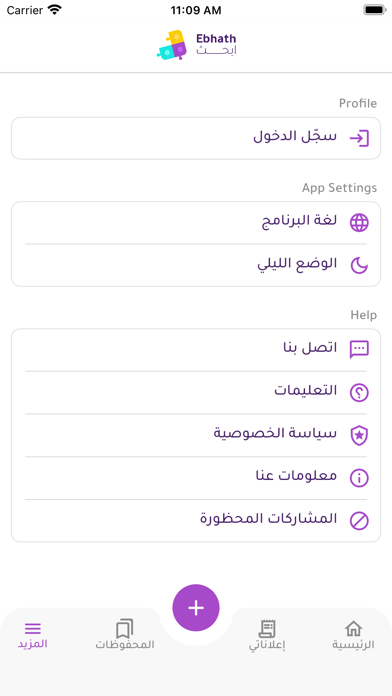 Carrier
11:09 AM
Ebhath
ابحـــث
Profile
سجّل الدخول
App Settings
لغة البرنامج
الوضع الليلي
Help
اتصل بنا
التعليمات
سياسة الخصوصية
معلومات عنا
المشاركات المحظورة
الرئيسية
إعلاناتي
المحفوظات
المزيد